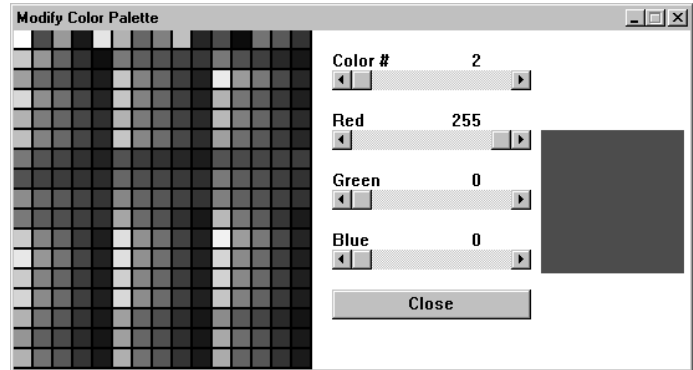 Modify Color Palette
Color # 2
Red 255
Green 0
Blue 0
Close